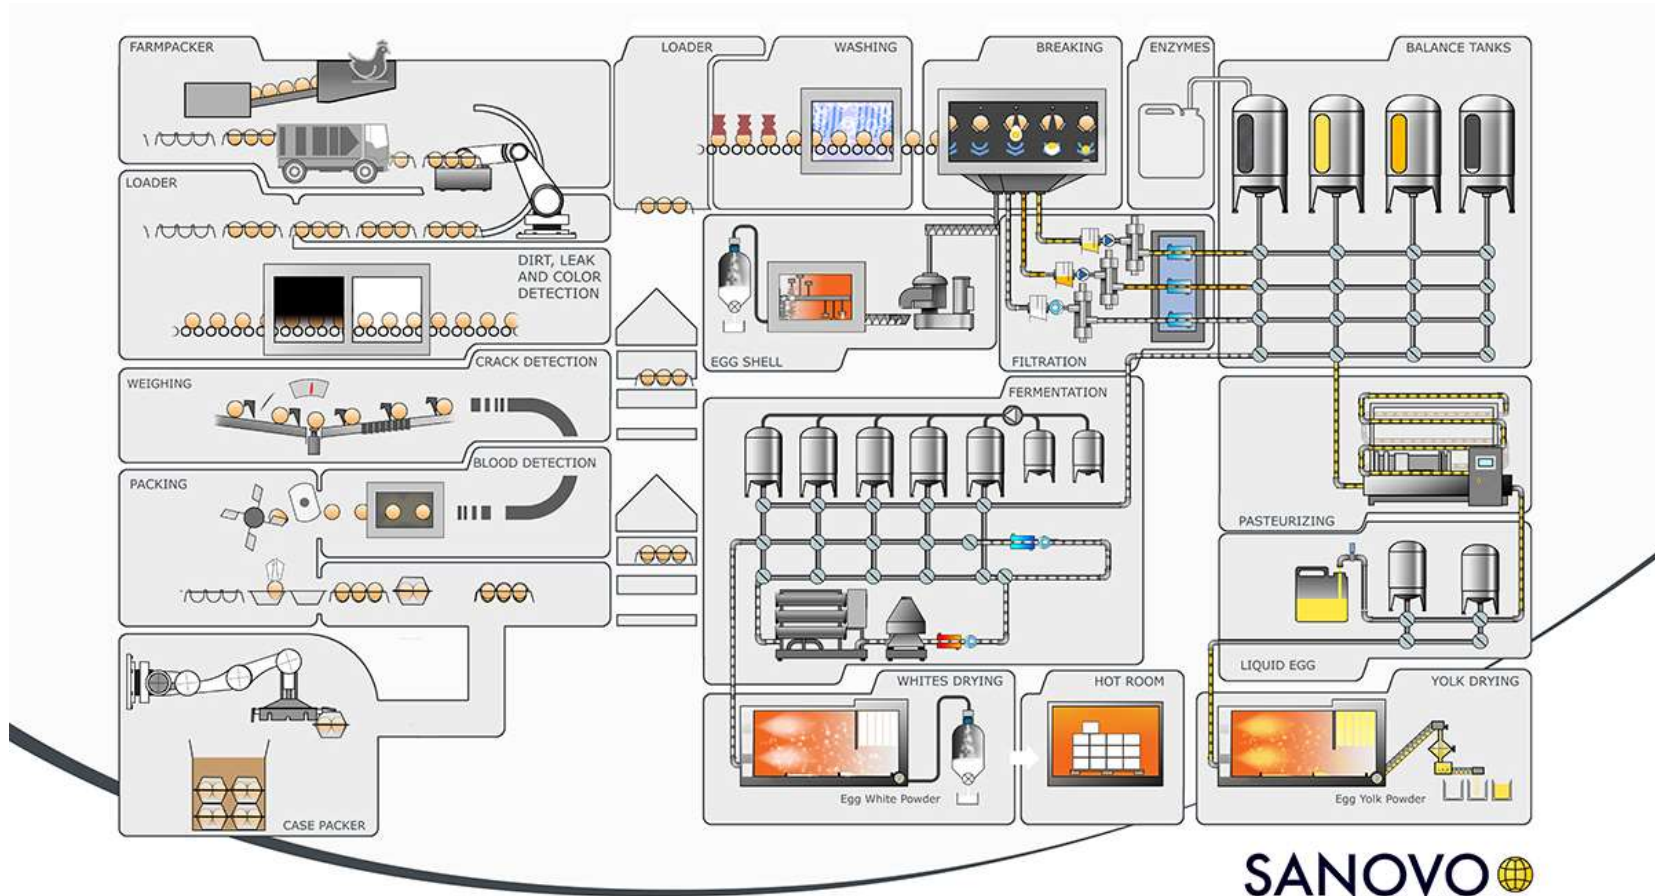 FARMPACKER
LOADER
WASHING
BREAKING
ENZYMES
BALANCE TANKS
LOADER
DIRT, LEAK
AND COLOR
DETECTION
EGG SHELL
FILTRATION
CRACK DETECTION
WEIGHING
FERMENTATION
BLOOD DETECTION
PACKING
PASTEURIZING
LIQUID EGG
WHITES DRYING
HOT ROOM
YOLK DRYING
Egg White Powder
Egg Yolk Powder
CASE PACKER
SANOVO